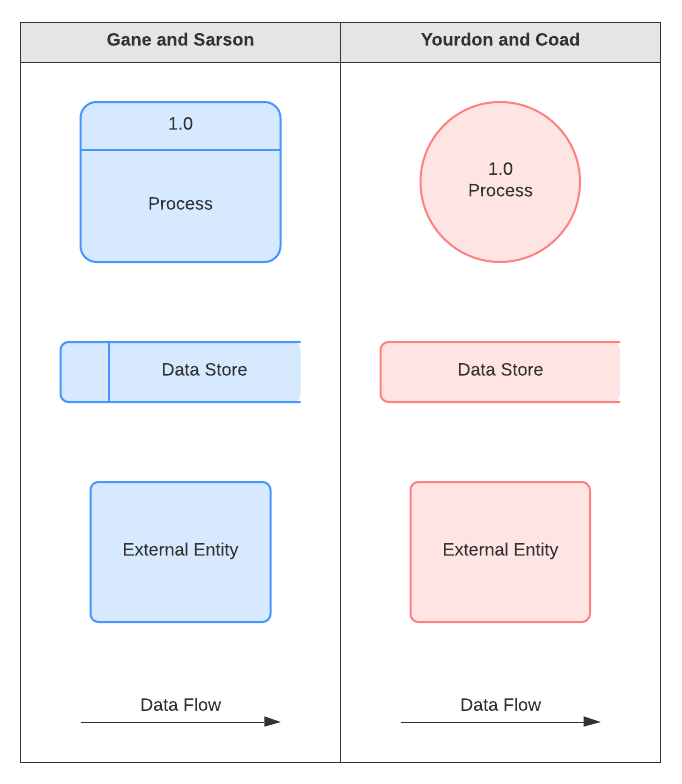 Gane and Sarson
Yourdon and Coad
1.0
Process
1.0
Process
Data Store
Data Store
External Entity
External Entity
Data Flow
Data Flow